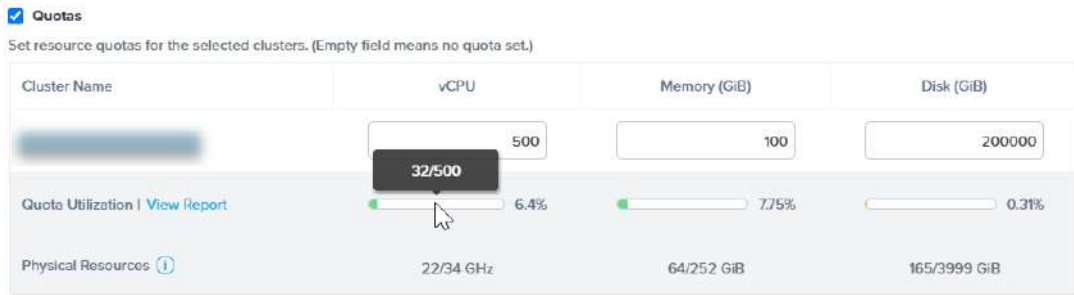 Quotas
Set resource quotas for the selected clusters. (Empty field means no quota set.)
Cluster Name vCPU Memory (GiB) Disk (GiB)
500 100 200000
32/500
Quota Utilization | View Report 6.4% 7.75% 0.31%
Physical Resources 22/34 GHz 64/252 GiB 165/3999 GiB